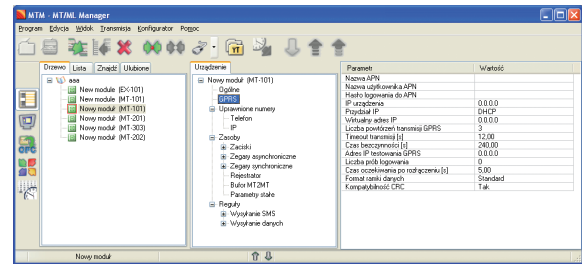 MTM - MT/ML Manager
Program Edycja Widok Transmisja Konfigurator Pomoc
Drzewo Lista Znajdź Ulubione
aaa
New module (EX-101)
New module (MT-101)
Nowy moduł (MT-101)
Nowy moduł (MT-201)
Nowy moduł (MT-303)
Nowy moduł (MT-202)
Urządzenie
Nowy moduł (MT-101)
Ogólne
GPRS
Uprawnione numery
Telefon
IP
Zasoby
Zaciski
Zegary asynchroniczne
Zegary synchroniczne
Rejestrator
Bufor MT2MT
Parametry stałe
Reguły
Wysyłanie SMS
Wysyłanie danych
Parametr Wartość
Nazwa APN
Nazwa użytkownika APN
Hasło logowania do APN
IP urządzenia 0.0.0.0
Przydział IP DHCP
Wirtualny adres IP 0.0.0.0
Liczba powtórzeń transmisji GPRS 3
Timeout transmisji [s] 12,00
Czas bezczynności [s] 240,00
Adres IP testowania GPRS 0.0.0.0
Liczba prób logowania 0
Czas oczekiwania po rozłączeniu [s] 5,00
Format ramki danych Standard
Kompatybilność CRC Tak
Nowy moduł